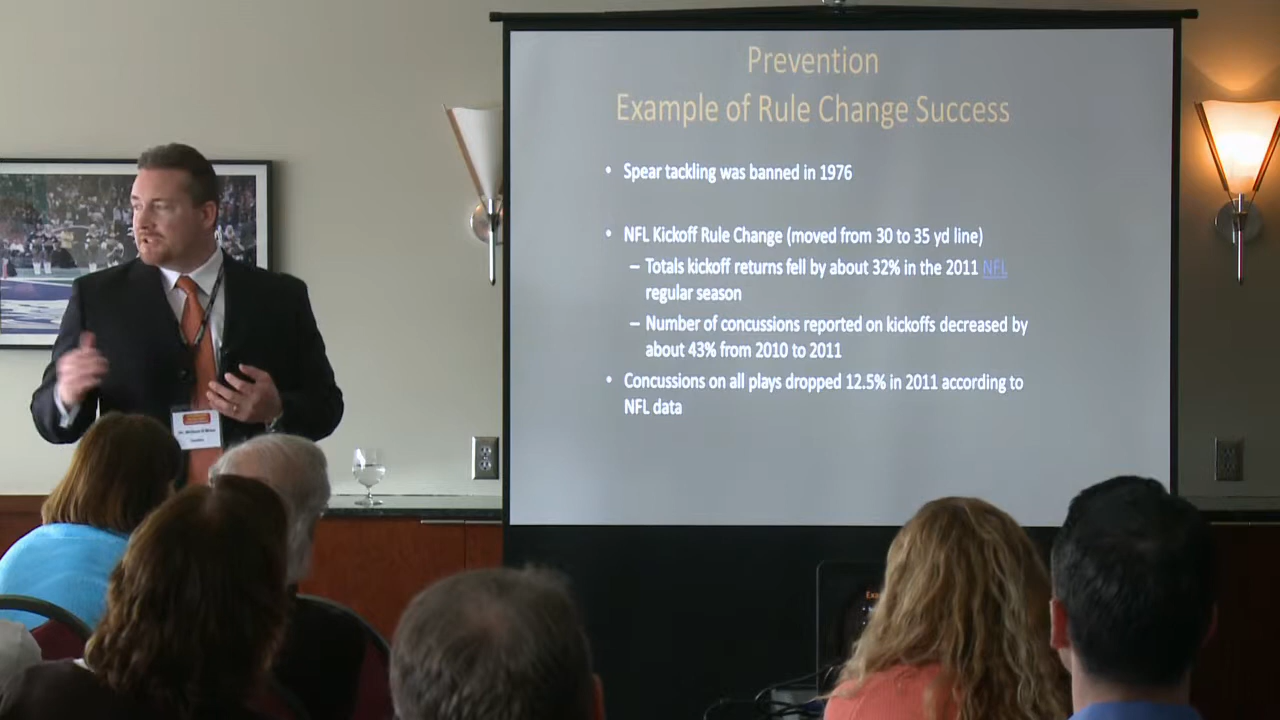 Prevention
Example of Rule Change Success
• Spear tackling was banned in 1976
• NFL Kickoff Rule Change (moved from 30 to 35 yd line)
– Totals kickoff returns fell by about 32% in the 2011 NFL
regular season
– Number of concussions reported on kickoffs decreased by
about 43% from 2010 to 2011
• Concussions on all plays dropped 12.5% in 2011 according to
NFL data